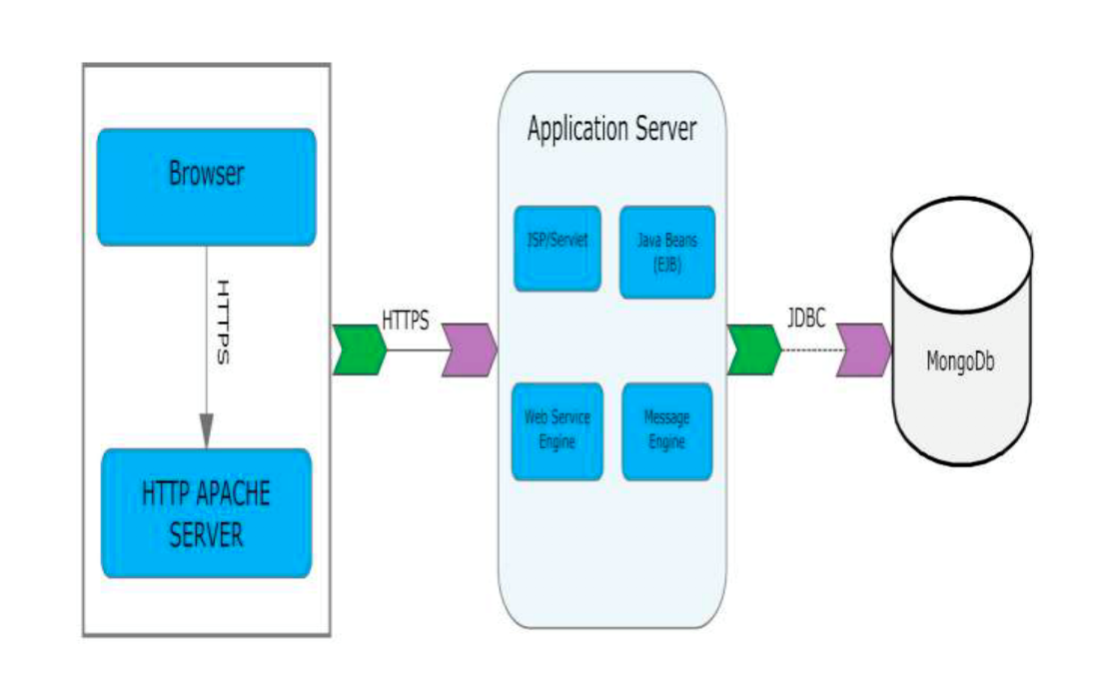 Browser
HTTPS
HTTP APACHE
SERVER
HTTPS
Application Server
JSP/Servlet
Java Beans
(EJB)
Web Service
Engine
Message
Engine
JDBC
MongoDb